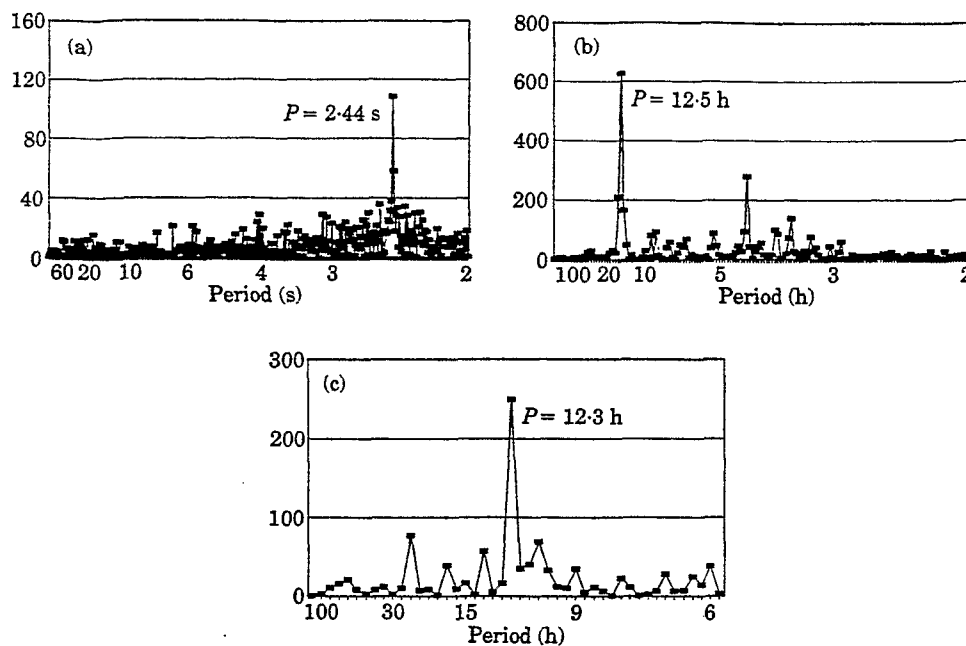 160
(a)
120
P = 2·44 s
80
40
0
60 20 10 6 4 3 2
Period (s)
800
(b)
600
P = 12·5 h
400
200
0
100 20 10 5 3 2
Period (h)
300
(c)
P = 12·3 h
200
100
0
100 30 15 9 6
Period (h)